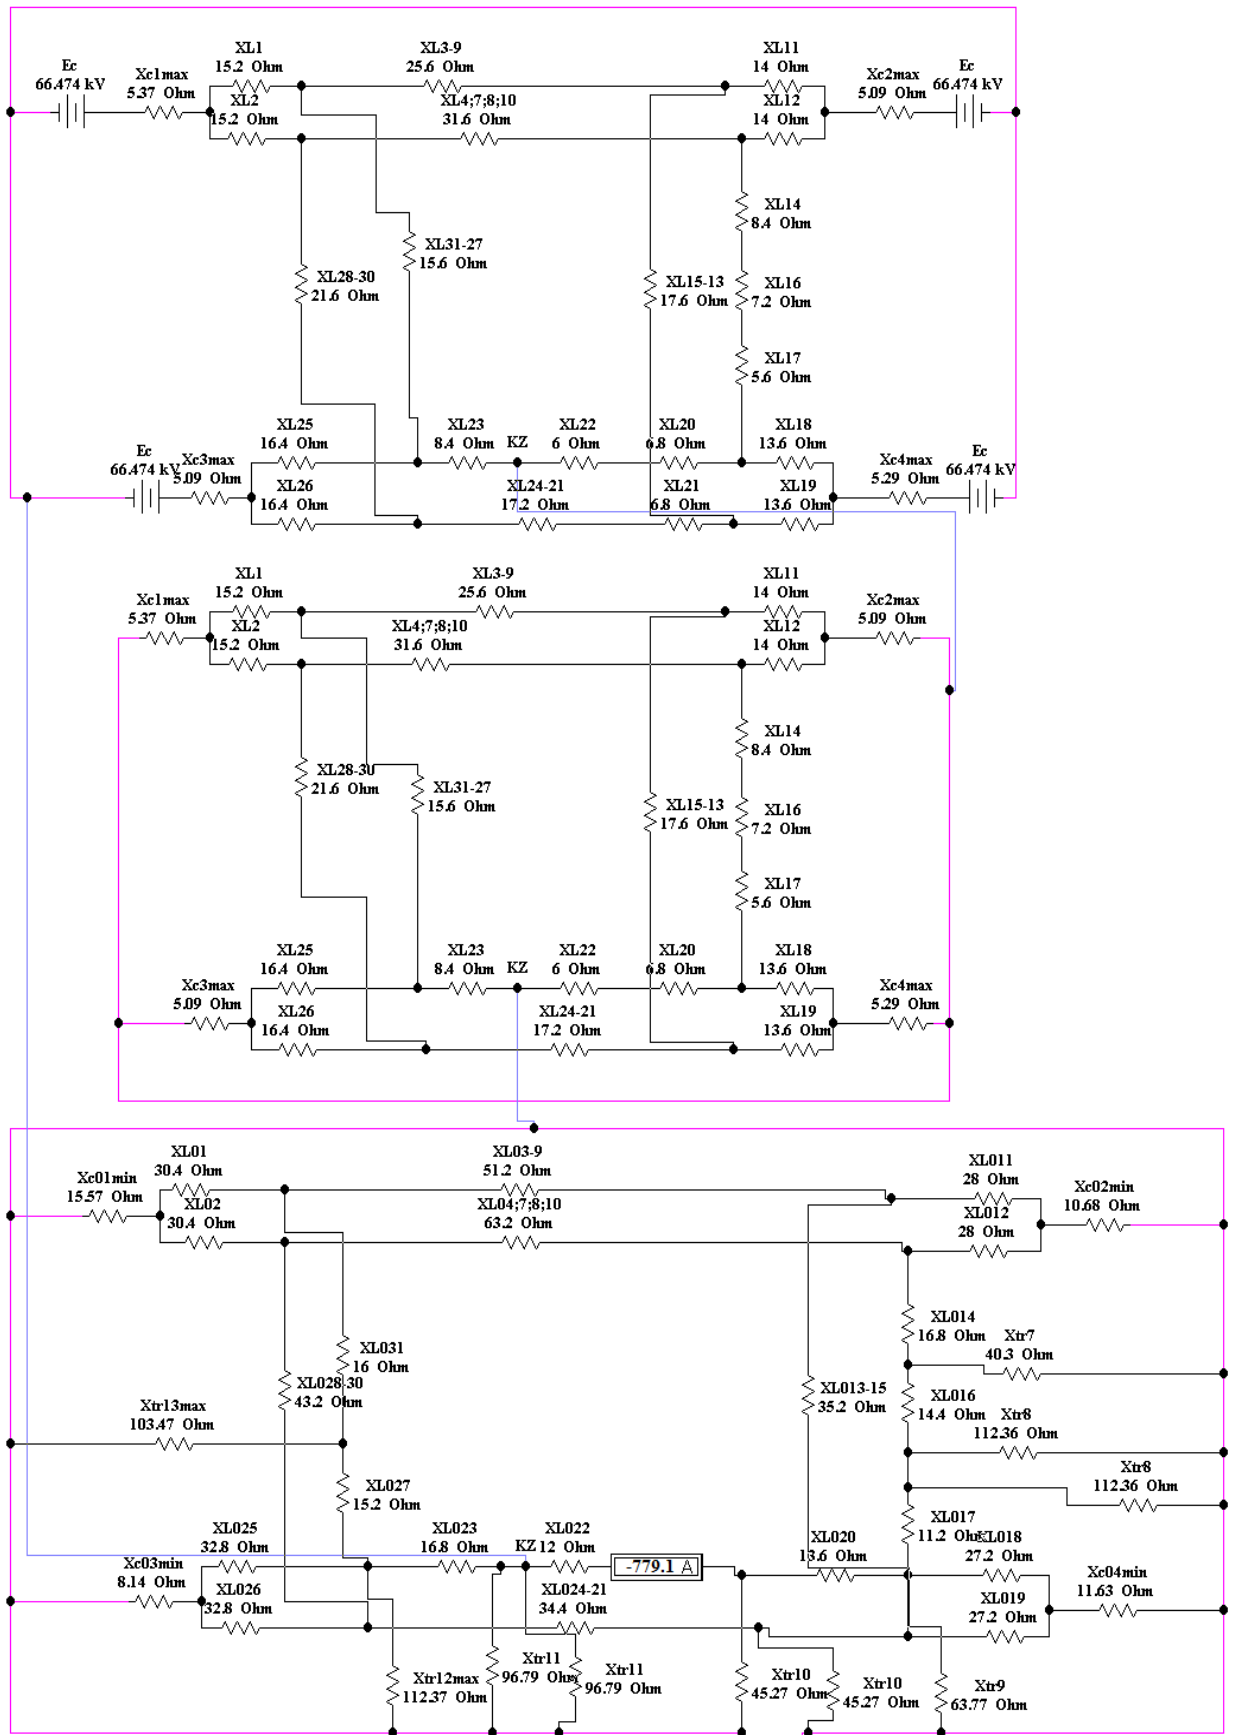 XL1
15.2 Ohm
XL3-9
25.6 Ohm
XL11
14 Ohm
Ec
66.474 kV
Xc1max
5.37 Ohm
XL2
15.2 Ohm
XL4;7;8;10
31.6 Ohm
XL12
14 Ohm
Xc2max
5.09 Ohm
Ec
66.474 kV
XL14
8.4 Ohm
XL31-27
15.6 Ohm
XL28-30
21.6 Ohm
XL15-13
17.6 Ohm
XL16
7.2 Ohm
XL17
5.6 Ohm
XL25
16.4 Ohm
XL23
8.4 Ohm
KZ
XL22
6 Ohm
XL20
6.8 Ohm
XL18
13.6 Ohm
Ec
66.474 kV
Xc3max
5.09 Ohm
XL26
16.4 Ohm
XL24-21
17.2 Ohm
XL21
6.8 Ohm
XL19
13.6 Ohm
Xc4max
5.29 Ohm
Ec
66.474 kV
XL1
15.2 Ohm
XL3-9
25.6 Ohm
XL11
14 Ohm
Xc1max
5.37 Ohm
XL2
15.2 Ohm
XL4;7;8;10
31.6 Ohm
XL12
14 Ohm
Xc2max
5.09 Ohm
XL14
8.4 Ohm
XL28-30
21.6 Ohm
XL31-27
15.6 Ohm
XL15-13
17.6 Ohm
XL16
7.2 Ohm
XL17
5.6 Ohm
XL25
16.4 Ohm
XL23
8.4 Ohm
KZ
XL22
6 Ohm
XL20
6.8 Ohm
XL18
13.6 Ohm
Xc3max
5.09 Ohm
XL26
16.4 Ohm
XL24-21
17.2 Ohm
XL19
13.6 Ohm
Xc4max
5.29 Ohm
XL01
30.4 Ohm
XL03-9
51.2 Ohm
XL011
28 Ohm
Xc01min
15.57 Ohm
XL02
30.4 Ohm
XL04;7;8;10
63.2 Ohm
XL012
28 Ohm
Xc02min
10.68 Ohm
XL014
16.8 Ohm
Xtr7
40.3 Ohm
XL031
16 Ohm
XL028-30
43.2 Ohm
XL013-15
35.2 Ohm
XL016
14.4 Ohm
Xtr8
112.36 Ohm
Xtr13max
103.47 Ohm
Xtr8
112.36 Ohm
XL027
15.2 Ohm
XL017
11.2 Ohm
XL025
32.8 Ohm
XL023
16.8 Ohm
KZ
XL022
12 Ohm
-779.1 A
XL020
13.6 Ohm
XL018
27.2 Ohm
Xc03min
8.14 Ohm
XL026
32.8 Ohm
XL024-21
34.4 Ohm
XL019
27.2 Ohm
Xc04min
11.63 Ohm
Xtr12max
112.37 Ohm
Xtr11
96.79 Ohm
Xtr11
96.79 Ohm
Xtr10
45.27 Ohm
Xtr10
45.27 Ohm
Xtr9
63.77 Ohm